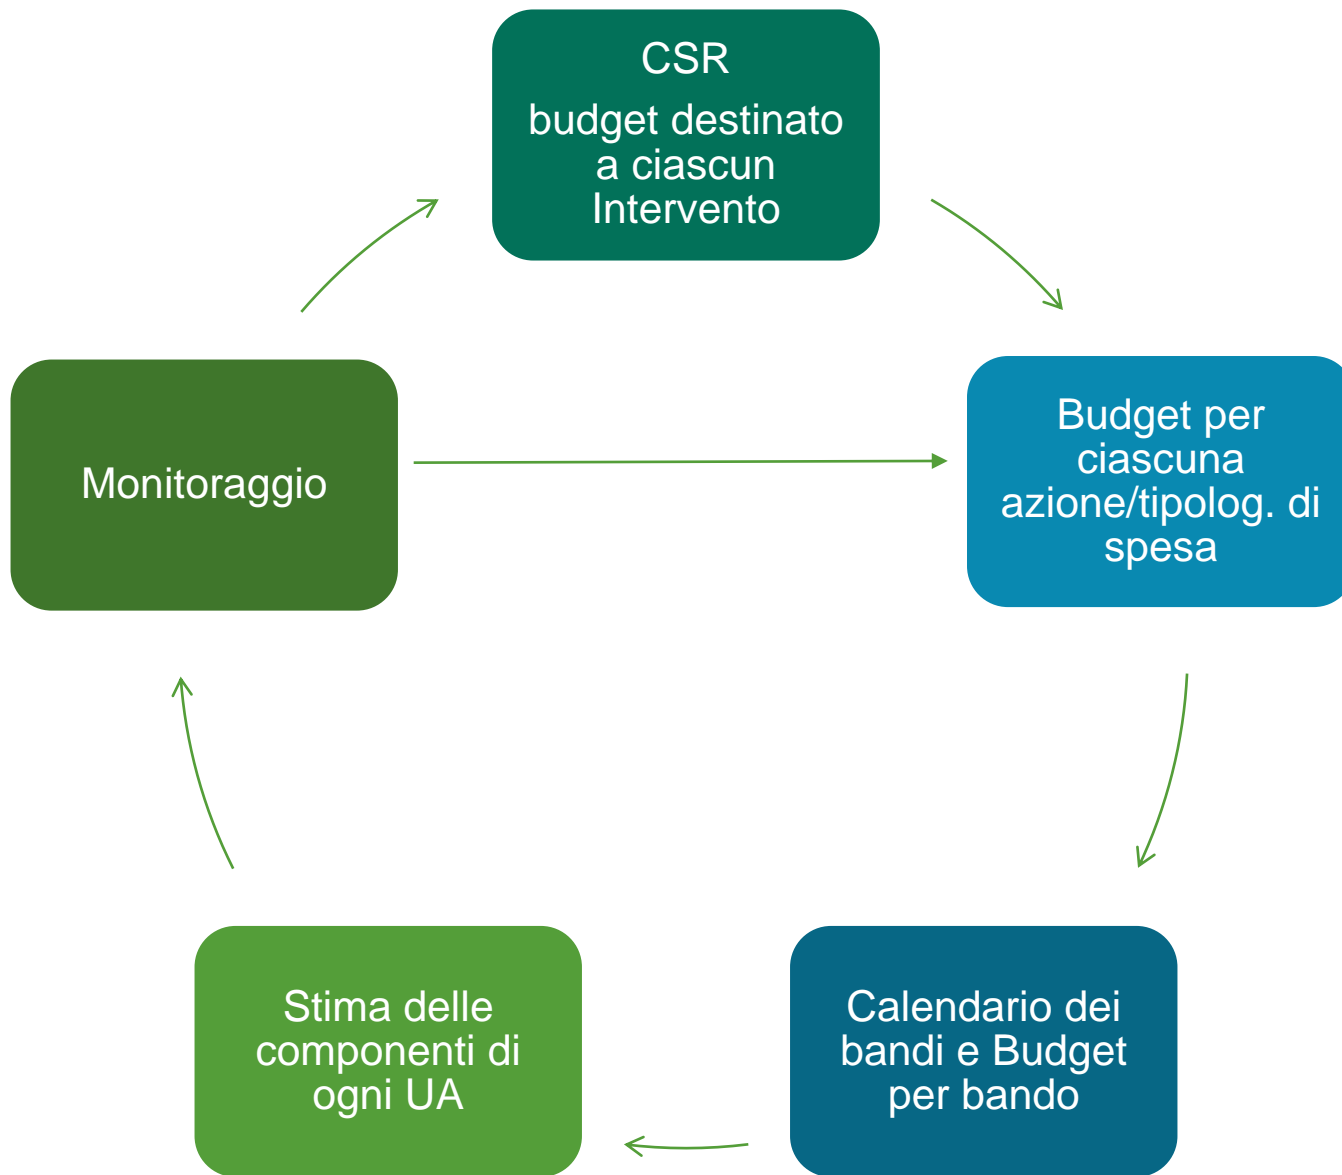 CSR
budget destinato
a ciascun
Intervento
Monitoraggio
Budget per
ciascuna
azione/tipolog. di
spesa
Stima delle
componenti di
ogni UA
Calendario dei
bandi e Budget
per bando